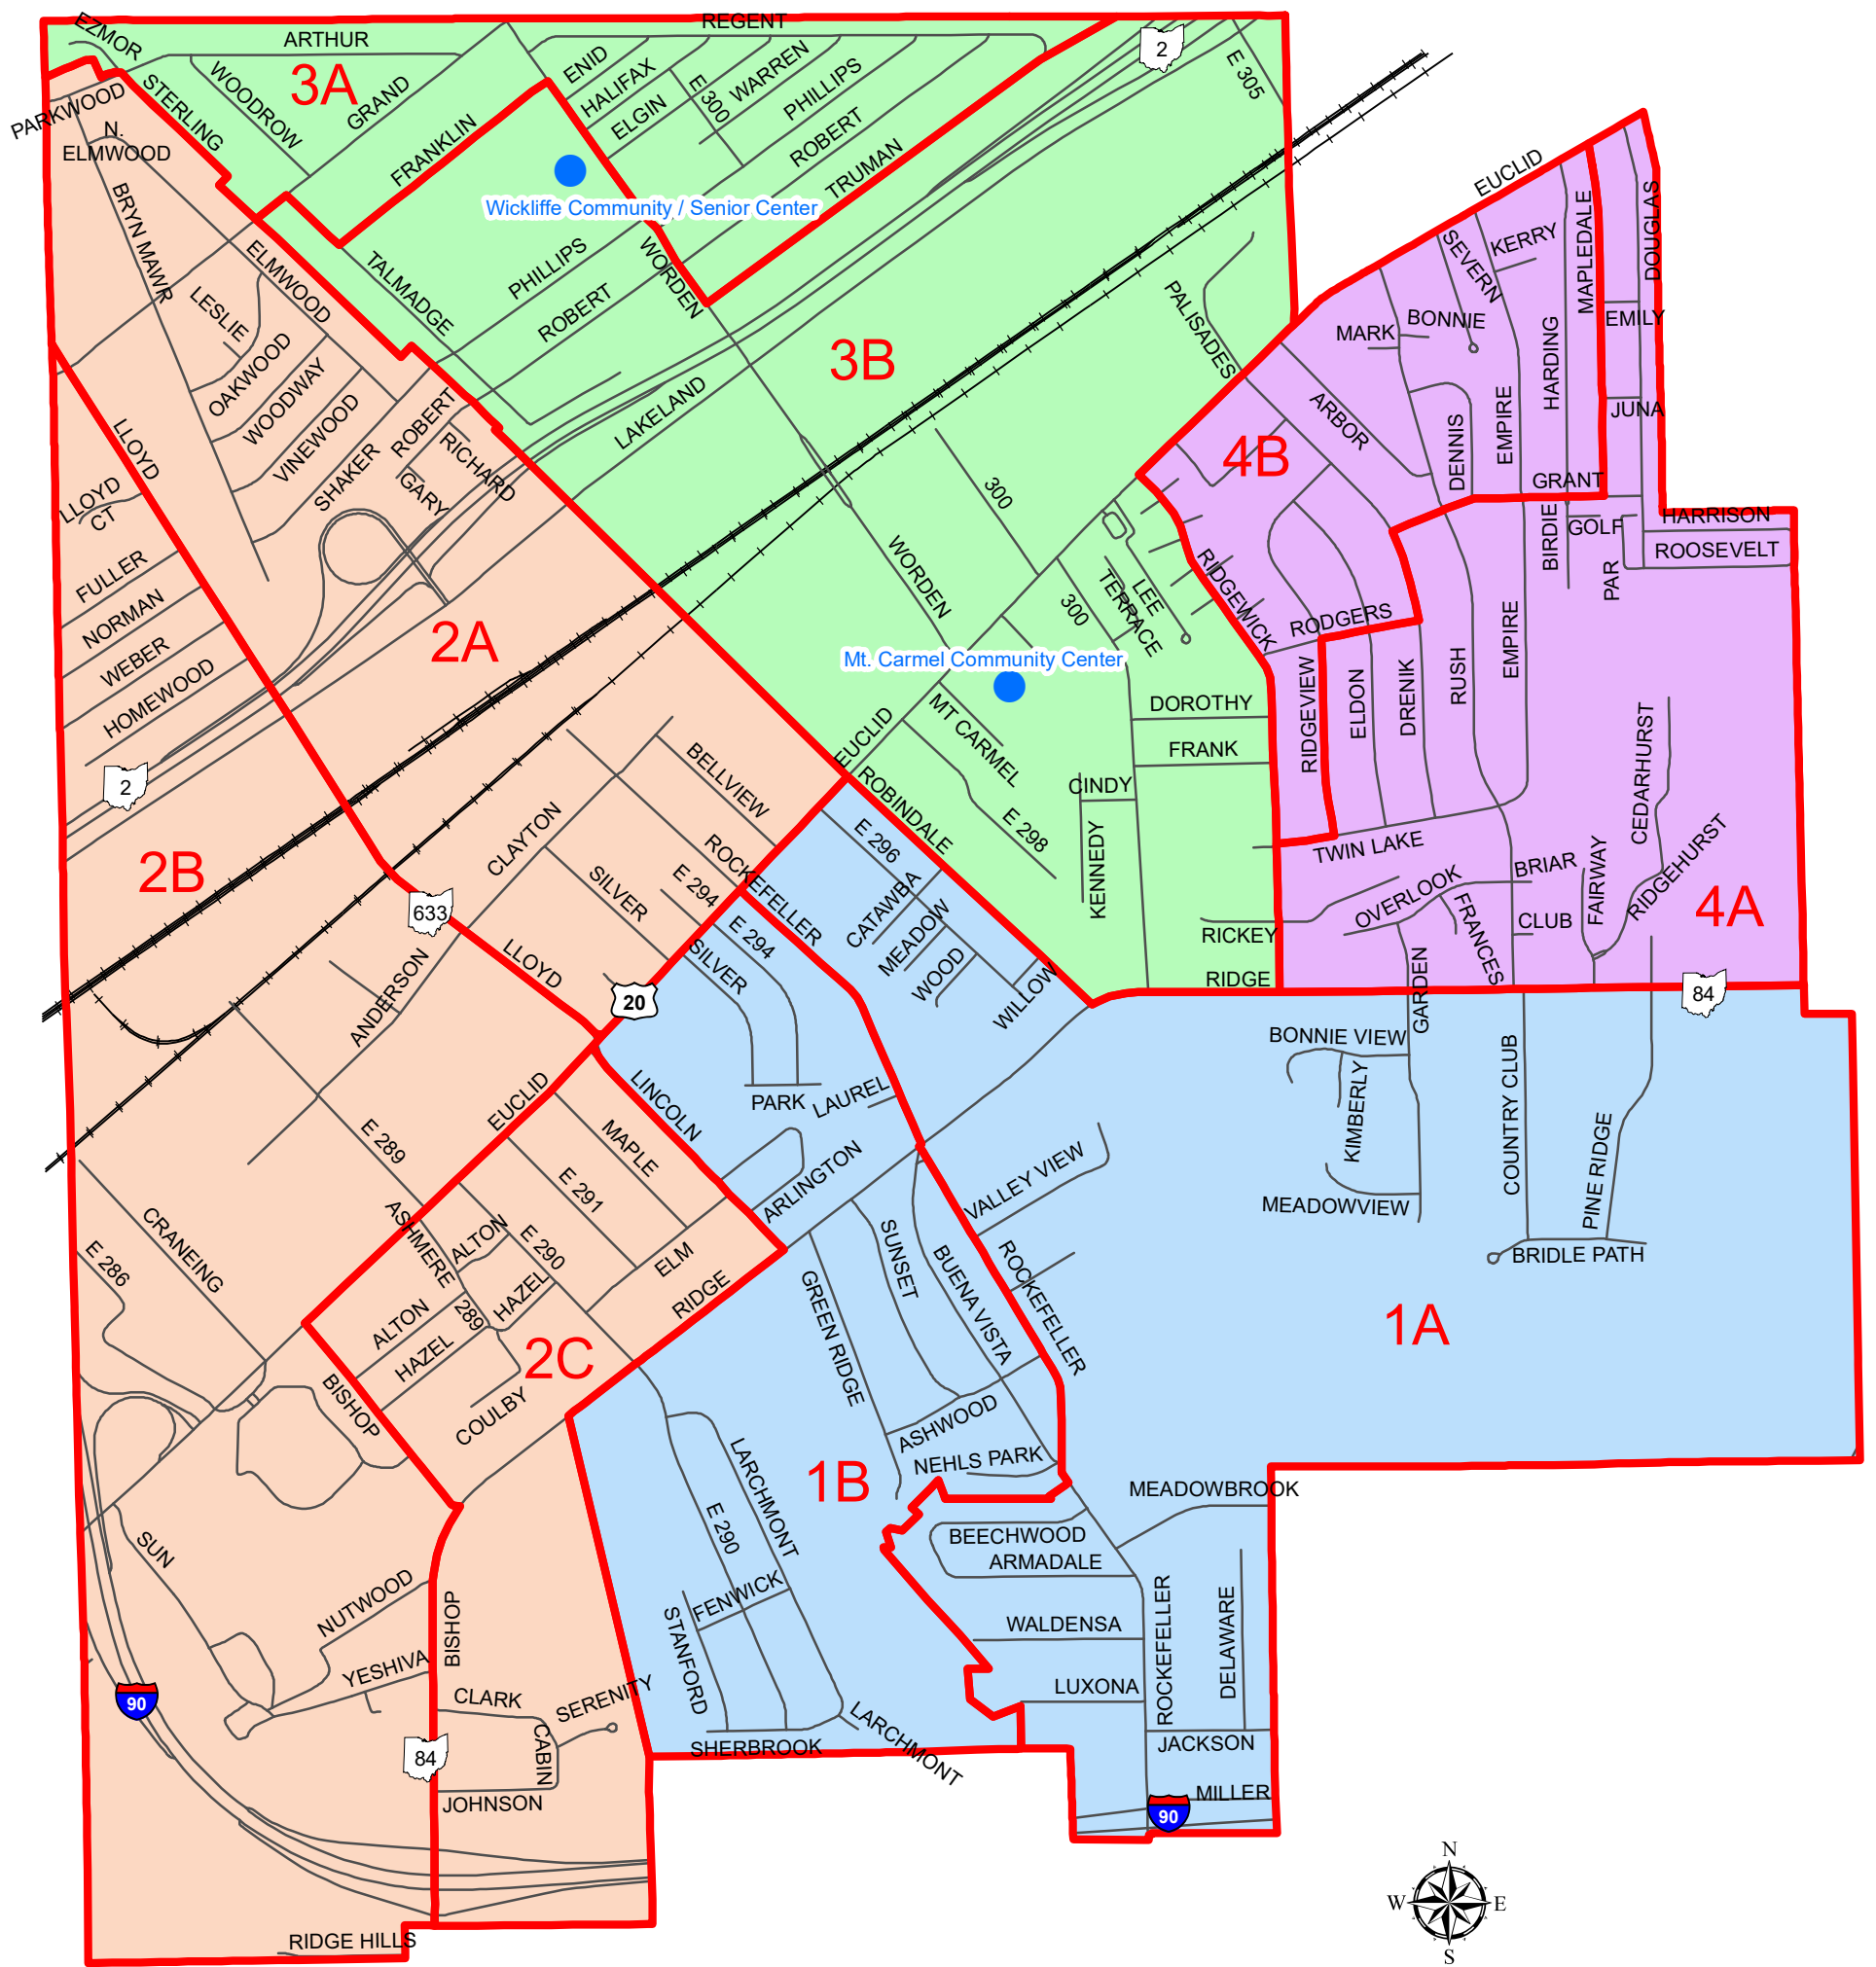 REGENT
EZMOR
ARTHUR
2
3A
WOODROW
STERLING
GRAND
ENID
HALIFAX
ELGIN
E 300
WARREN
PHILLIPS
E 305
PARKWOOD
N.
ELMWOOD
FRANKLIN
ROBERT
TRUMAN
Wickliffe Community / Senior Center
BRYN MAWR
ELMWOOD
LESLIE
OAKWOOD
WOODWAY
VINEWOOD
SHAKER
TALMADGE
PHILLIPS
ROBERT
WORDEN
3B
LAKELAND
PALISADES
EUCLID
SEVERN
KERRY
MAPLEDALE
DOUGLAS
MARK
BONNIE
HARDING
EMILY
JUNA
ARBOR
4B
DENNIS
EMPIRE
GRANT
BIRDIE
GOLF
PAR
HARRISON
ROOSEVELT
LLOYD
LLOYD
CT
ROBERT
RICHARD
GARY
300
FULLER
NORMAN
WEBER
HOMEWOOD
2A
WORDEN
300
TERRACE
LEE
RIDGEWICK
RODGERS
RIDGEVIEW
ELDON
DRENIK
RUSH
EMPIRE
Mt. Carmel Community Center
MT CARMEL
DOROTHY
FRANK
CINDY
KENNEDY
E 298
EUCLID
ROBINDALE
2
2B
BELLVIEW
CLAYTON
ROCKEFELLER
SILVER
E 294
E 296
CATAWBA
MEADOW
WOOD
WILLOW
TWIN LAKE
CEDARHURST
BRIAR
OVERLOOK
FRANCES
CLUB
FAIRWAY
RIDGEHURST
4A
RICKEY
RIDGE
84
633
LLOYD
ANDERSON
20
SILVER
E 294
GARDEN
BONNIE VIEW
KIMBERLY
MEADOWVIEW
COUNTRY CLUB
PINE RIDGE
BRIDLE PATH
1A
PARK
LAUREL
LINCOLN
EUCLID
MAPLE
E 291
E 289
ASHMERE
ALTON
E 290
ELM
RIDGE
ARLINGTON
VALLEY VIEW
SUNSET
BUENA VISTA
ROCKEFELLER
GREEN RIDGE
CRANEING
E 286
ALTON
289
HAZEL
HAZEL
2C
COULBY
BISHOP
ASHWOOD
NEHLS PARK
1B
LARCHMONT
E 290
FENWICK
STANFORD
SHERBROOK
LARCHMONT
MEADOWBROOK
BEECHWOOD
ARMADALE
WALDENSA
LUXONA
ROCKEFELLER
DELAWARE
JACKSON
MILLER
90
SUN
NUTWOOD
YESHIVA
BISHOP
CLARK
SERENITY
CABIN
JOHNSON
90
84
RIDGE HILLS
N
W
E
S